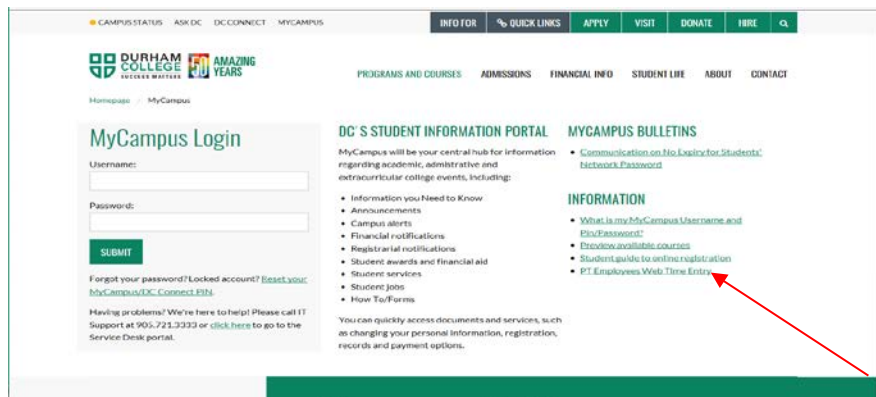 CAMPUS STATUS ASK DC DC CONNECT MYCAMPUS INFO FOR QUICK LINKS APPLY VISIT DONATE HIRE
DURHAM
COLLEGE
SUCCESS MATTERS
50 AMAZING
YEARS
PROGRAMS AND COURSES ADMISSIONS FINANCIAL INFO STUDENT LIFE ABOUT CONTACT
Homepage / MyCampus
MyCampus Login
Username:
Password:
SUBMIT
Forgot your password? Locked account? Reset your
MyCampus/DC Connect PIN.
Having problems? We're here to help! Please call IT
Support at 905.721.3333 or click here to go to the
Service Desk portal.
DC`S STUDENT INFORMATION PORTAL
MyCampus will be your central hub for information
regarding academic, admistrative and
extracurricular college events, including:
• Information you Need to Know
• Announcements
• Campus alerts
• Financial notifications
• Registrarial notifications
• Student awards and financial aid
• Student services
• Student jobs
• How To/Forms
You can quickly access documents and services, such
as changing your personal information, registration,
records and payment options.
MYCAMPUS BULLETINS
• Communication on No Expiry for Students'
Network Password
INFORMATION
• What is my MyCampus Username and
Pin/Password?
• Preview available courses
• Student guide to online registration
• PT Employees Web Time Entry